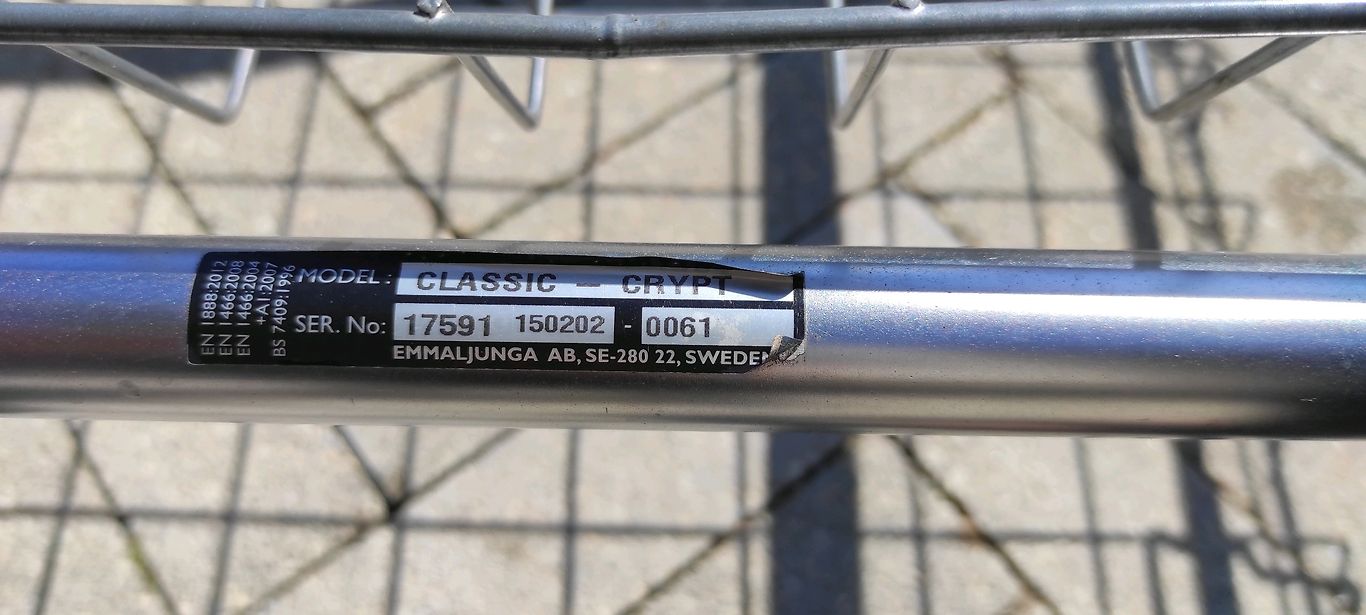 EN 1888:2012
EN 1466:2008
EN 1466:2004
+A1:2007
BS 7409:1996
MODEL: CLASSIC - CRYPT
SER. No: 17591 150202 - 0061
EMMALJUNGA AB, SE-280 22, SWEDEN